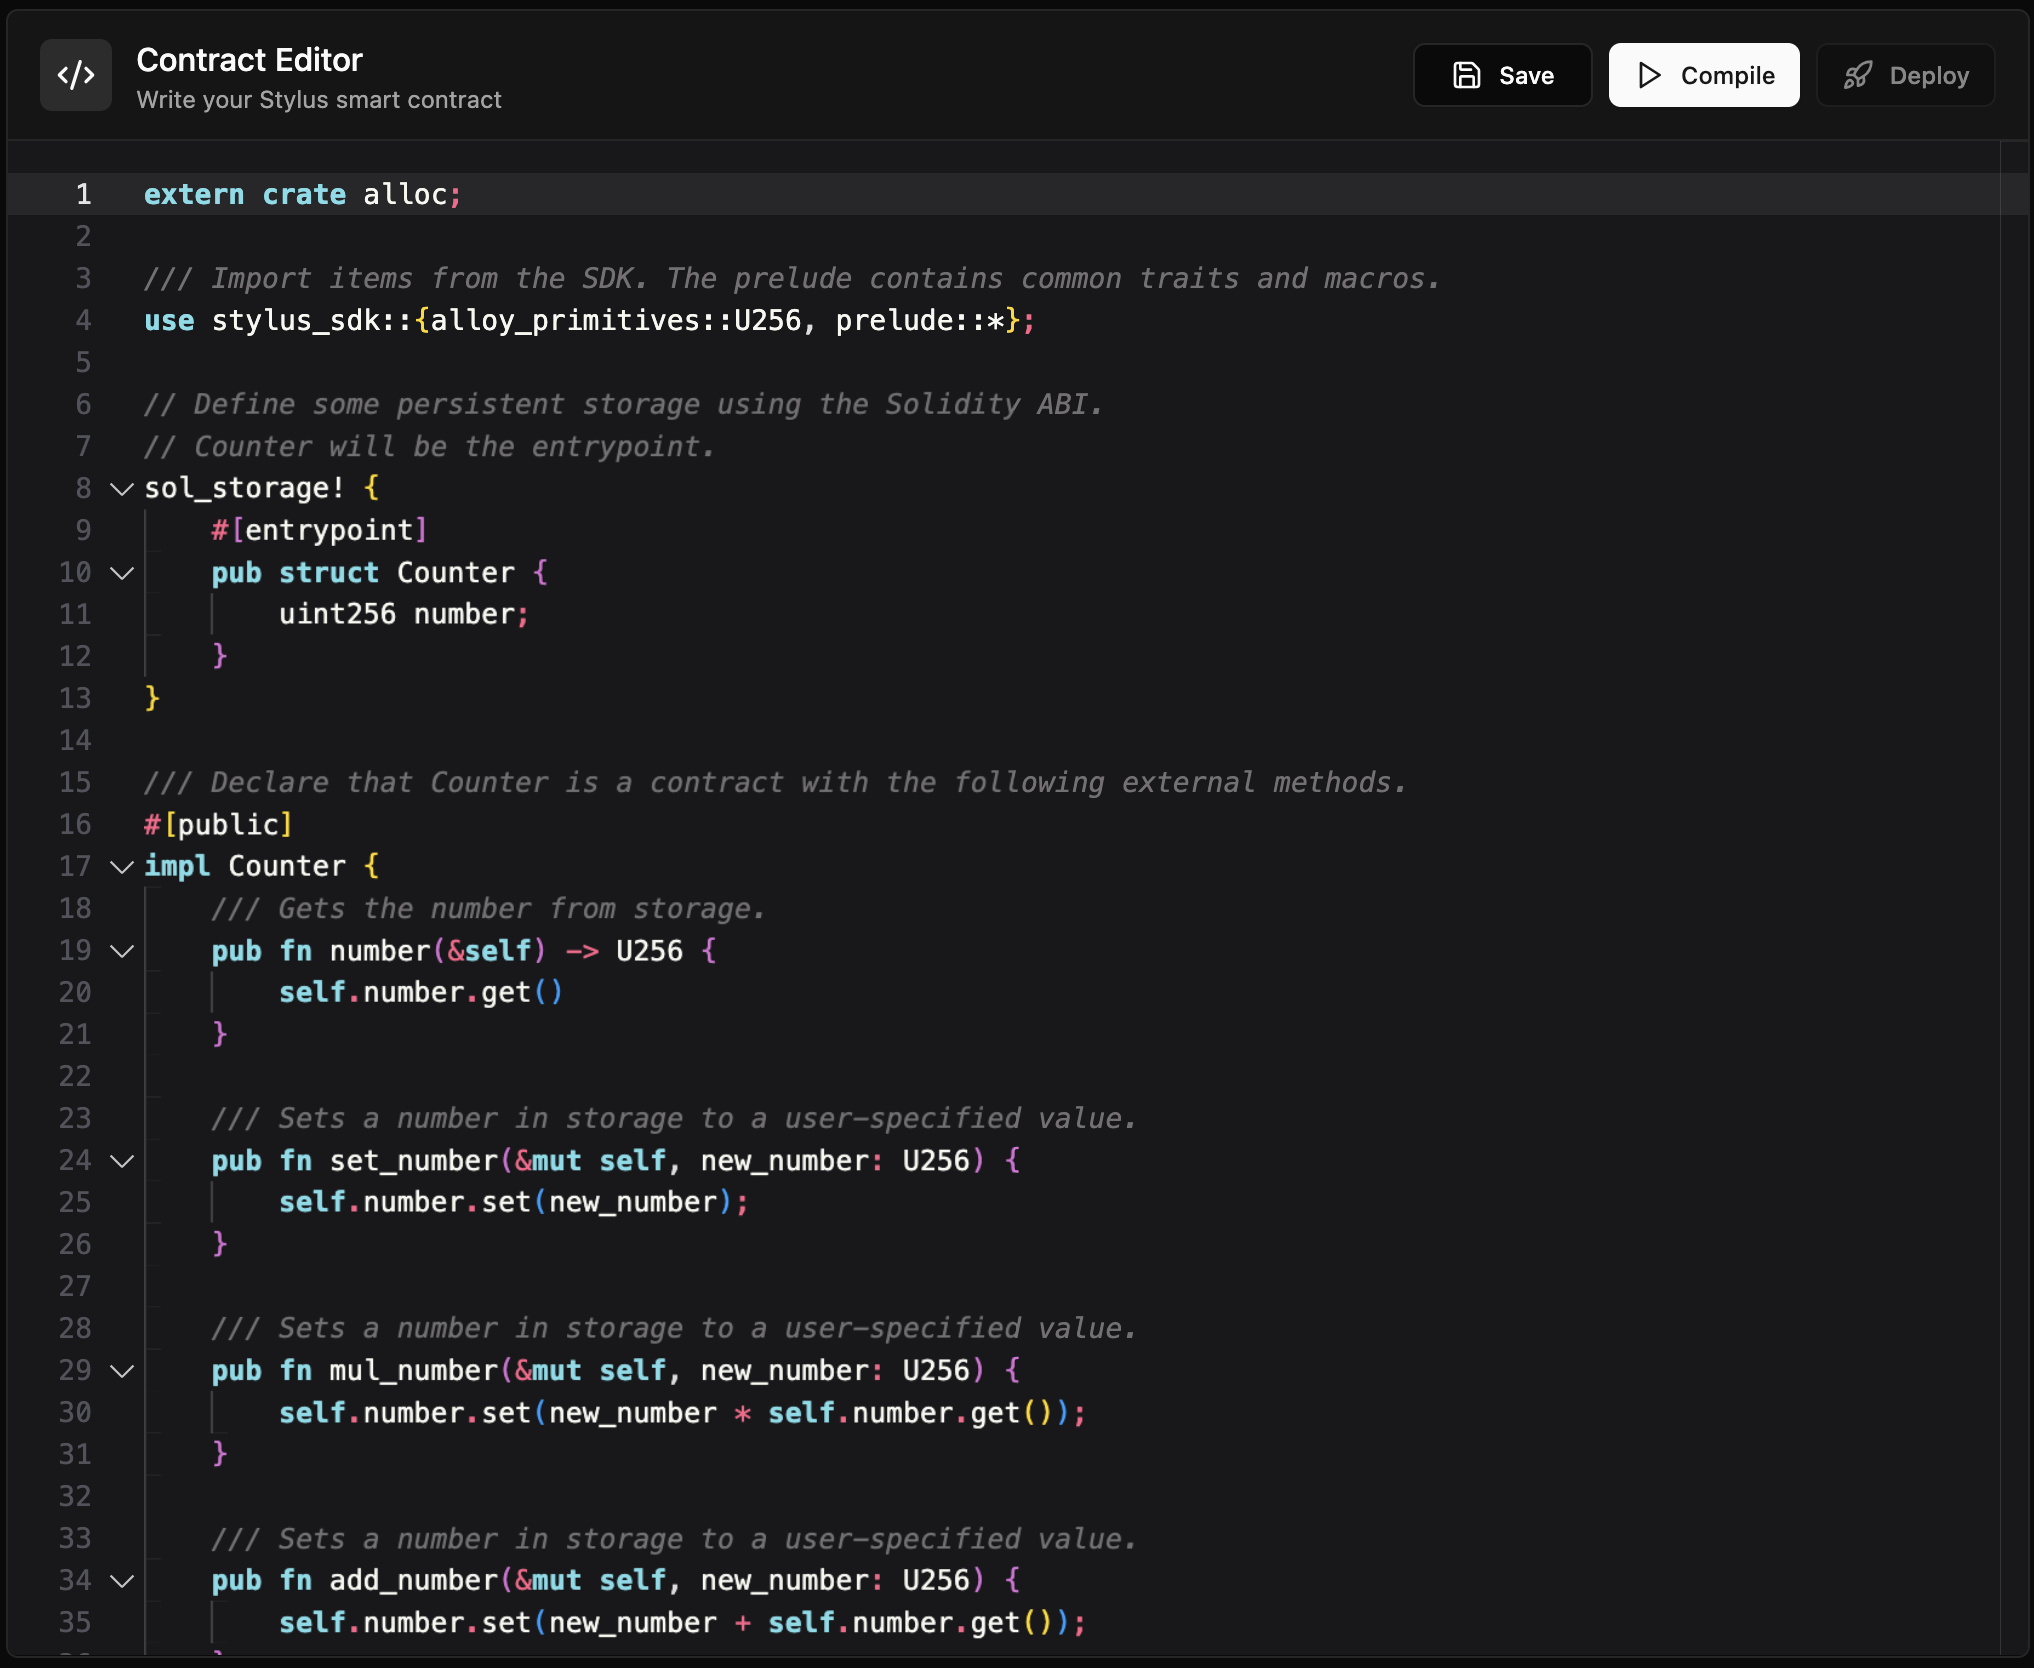 Contract Editor
Write your Stylus smart contract
Save
Compile
Deploy
1 extern crate alloc;
2
3 /// Import items from the SDK. The prelude contains common traits and macros.
4 use stylus_sdk::{alloy_primitives::U256, prelude::*};
5
6 // Define some persistent storage using the Solidity ABI.
7 // Counter will be the entrypoint.
8 sol_storage! {
9     #[entrypoint]
10     pub struct Counter {
11         uint256 number;
12     }
13 }
14
15 /// Declare that Counter is a contract with the following external methods.
16 #[public]
17 impl Counter {
18     /// Gets the number from storage.
19     pub fn number(&self) -> U256 {
20         self.number.get()
21     }
22
23     /// Sets a number in storage to a user-specified value.
24     pub fn set_number(&mut self, new_number: U256) {
25         self.number.set(new_number);
26     }
27
28     /// Sets a number in storage to a user-specified value.
29     pub fn mul_number(&mut self, new_number: U256) {
30         self.number.set(new_number * self.number.get());
31     }
32
33     /// Sets a number in storage to a user-specified value.
34     pub fn add_number(&mut self, new_number: U256) {
35         self.number.set(new_number + self.number.get());